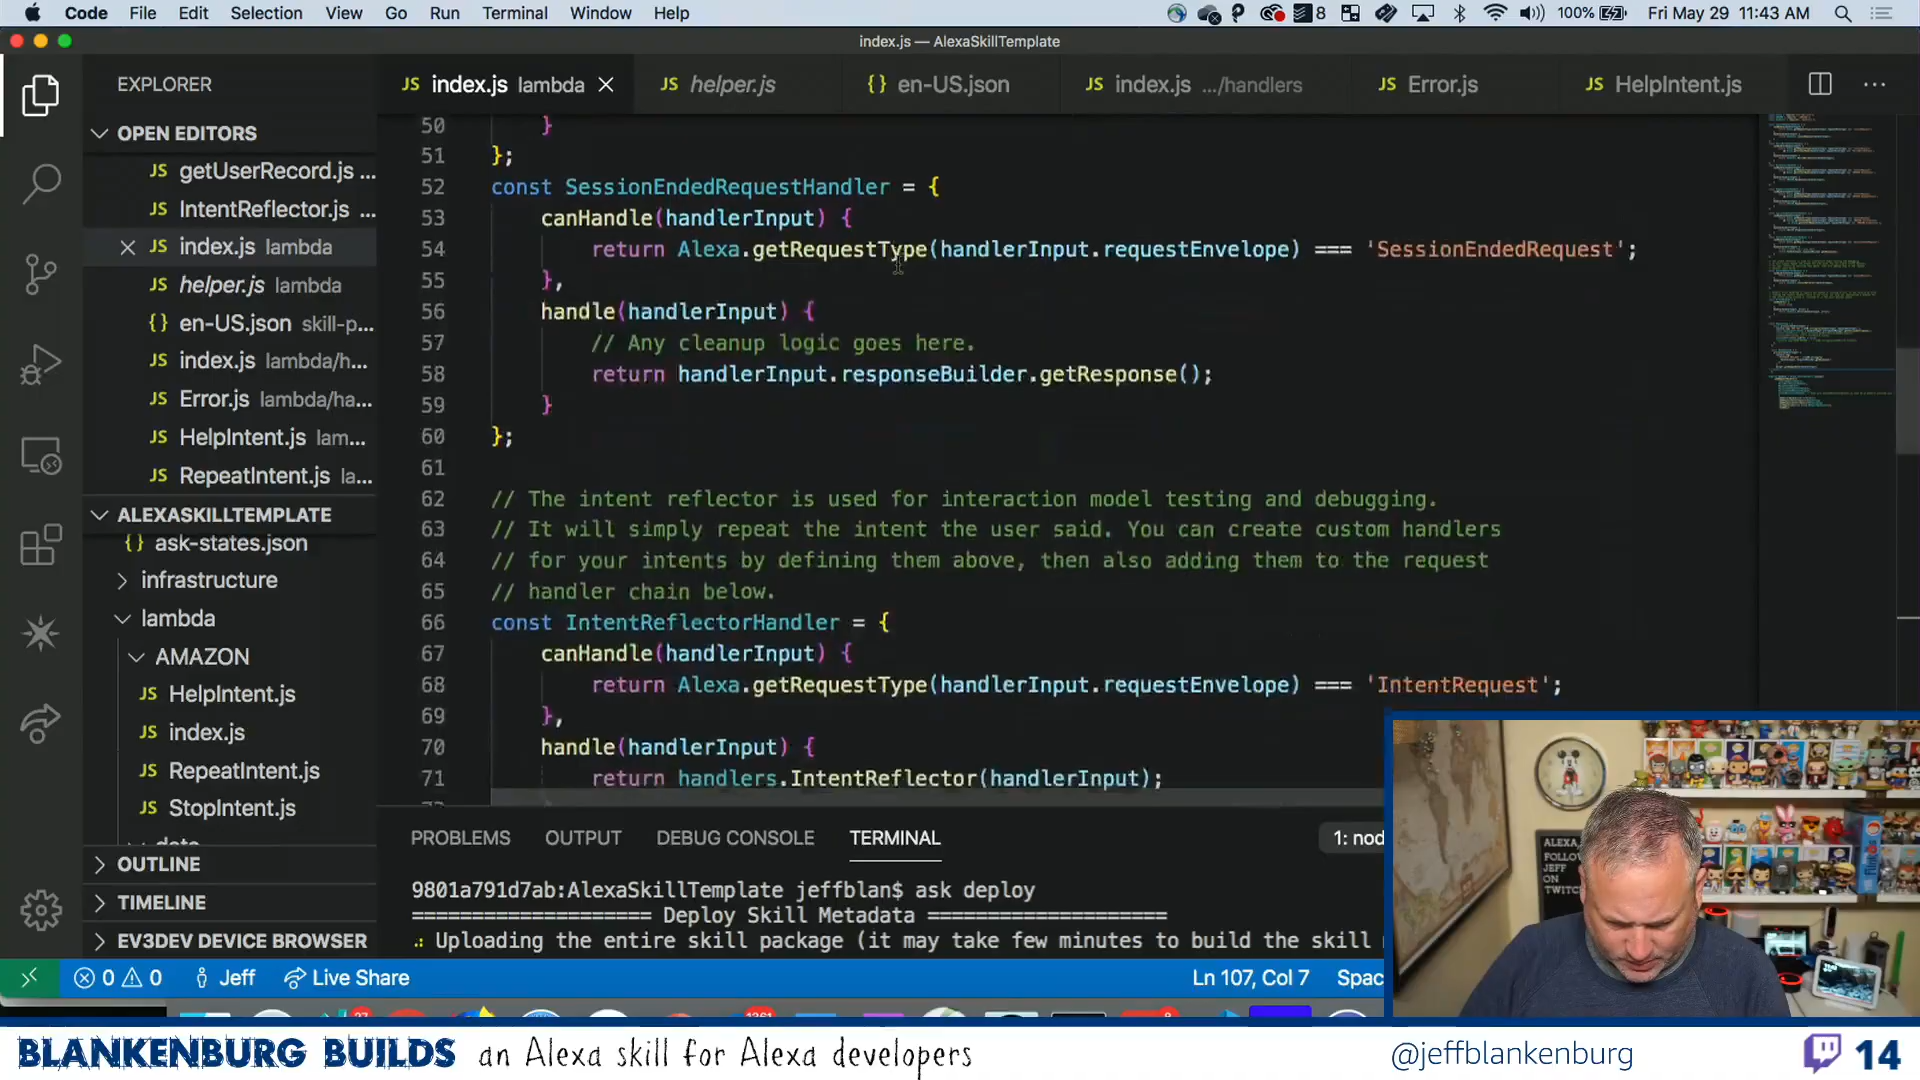 Code File Edit Selection View Go Run Terminal Window Help 8 100% Fri May 29 11:43 AM
index.js — AlexaSkillTemplate
EXPLORER
OPEN EDITORS
JS getUserRecord.js ...
JS IntentReflector.js ...
JS index.js lambda
JS helper.js lambda
{} en-US.json skill-p...
JS index.js lambda/h...
JS Error.js lambda/ha...
JS HelpIntent.js lam...
JS RepeatIntent.js la...
ALEXASKILLTEMPLATE
{} ask-states.json
infrastructure
lambda
AMAZON
JS HelpIntent.js
JS index.js
JS RepeatIntent.js
JS StopIntent.js
OUTLINE
TIMELINE
EV3DEV DEVICE BROWSER
JS index.js lambda JS helper.js {} en-US.json JS index.js .../handlers JS Error.js JS HelpIntent.js ...
50 }
51 };
52 const SessionEndedRequestHandler = {
53 canHandle(handlerInput) {
54 return Alexa.getRequestType(handlerInput.requestEnvelope) === 'SessionEndedRequest';
55 },
56 handle(handlerInput) {
57 // Any cleanup logic goes here.
58 return handlerInput.responseBuilder.getResponse();
59 }
60 };
61
62 // The intent reflector is used for interaction model testing and debugging.
63 // It will simply repeat the intent the user said. You can create custom handlers
64 // for your intents by defining them above, then also adding them to the request
65 // handler chain below.
66 const IntentReflectorHandler = {
67 canHandle(handlerInput) {
68 return Alexa.getRequestType(handlerInput.requestEnvelope) === 'IntentRequest';
69 },
70 handle(handlerInput) {
71 return handlers.IntentReflector(handlerInput);
PROBLEMS OUTPUT DEBUG CONSOLE TERMINAL 1: nod
9801a791d7ab:AlexaSkillTemplate jeffblan$ ask deploy
==================== Deploy Skill Metadata ====================
Uploading the entire skill package (it may take few minutes to build the skill
0 0 Jeff Live Share Ln 107, Col 7 Spac
ALEXA,
FOLLOW
JEFF
ON
TWITCH
BLANKENBURG BUILDS an Alexa skill for Alexa developers @jeffblankenburg 14